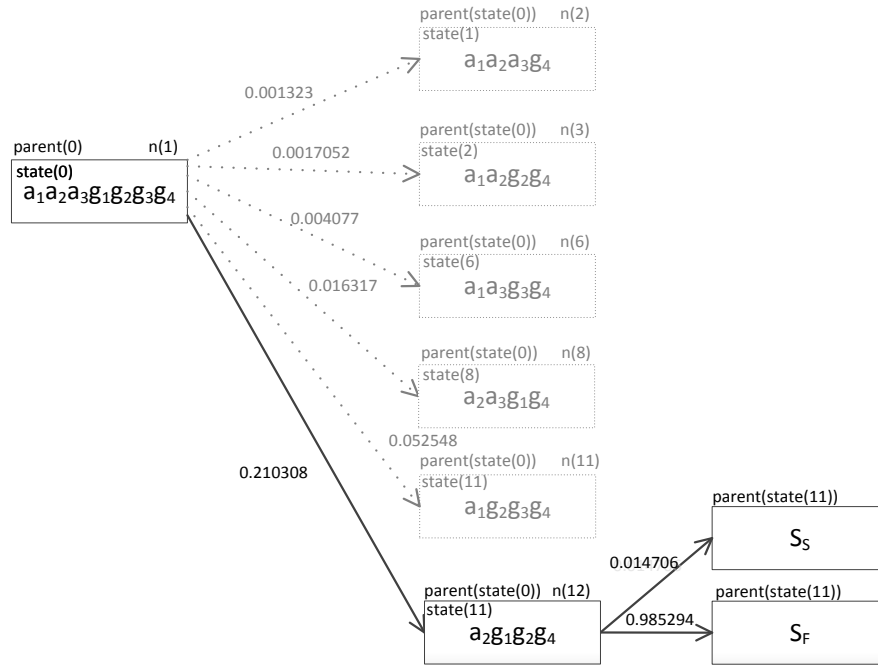 parent(state(0)) n(2)
state(1)
a₁a₂a₃g₄
0.001323
parent(0) n(1)
state(0)
a₁a₂a₃g₁g₂g₃g₄
parent(state(0)) n(3)
state(2)
a₁a₂g₂g₄
0.0017052
parent(state(0)) n(6)
state(6)
a₁a₃g₃g₄
0.004077
0.016317
parent(state(0)) n(8)
state(8)
a₂a₃g₁g₄
0.052548
parent(state(0)) n(11)
state(11)
a₁g₂g₃g₄
0.210308
parent(state(0)) n(12)
state(11)
a₂g₁g₂g₄
parent(state(11))
S_S
0.014706
parent(state(11))
S_F
0.985294